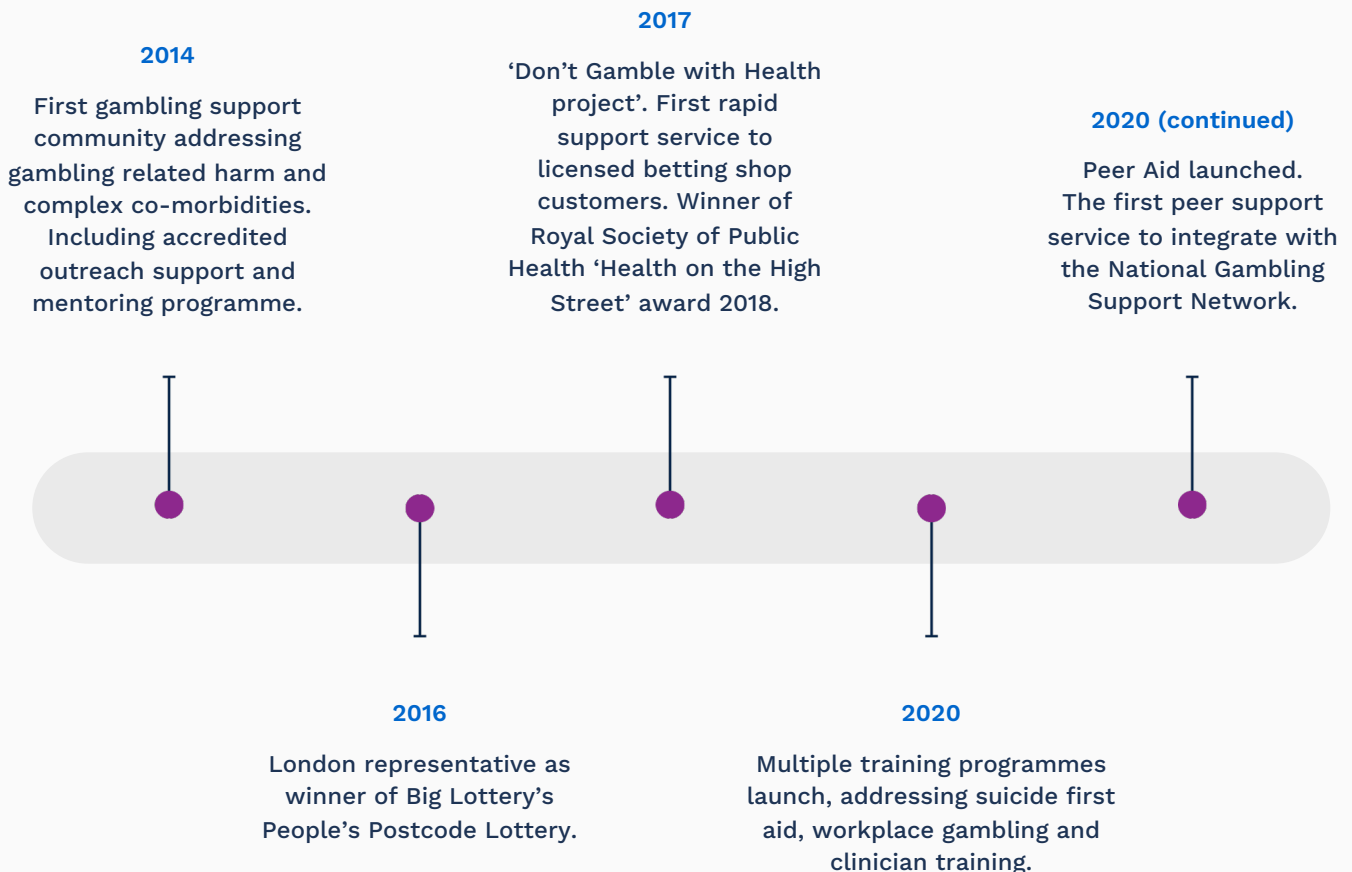 2014
First gambling support
community addressing
gambling related harm and
complex co-morbidities.
Including accredited
outreach support and
mentoring programme.
2016
London representative as
winner of Big Lottery’s
People’s Postcode Lottery.
2017
‘Don’t Gamble with Health
project’. First rapid
support service to
licensed betting shop
customers. Winner of
Royal Society of Public
Health ‘Health on the High
Street’ award 2018.
2020
Multiple training programmes
launch, addressing suicide first
aid, workplace gambling and
clinician training.
2020 (continued)
Peer Aid launched.
The first peer support
service to integrate with
the National Gambling
Support Network.